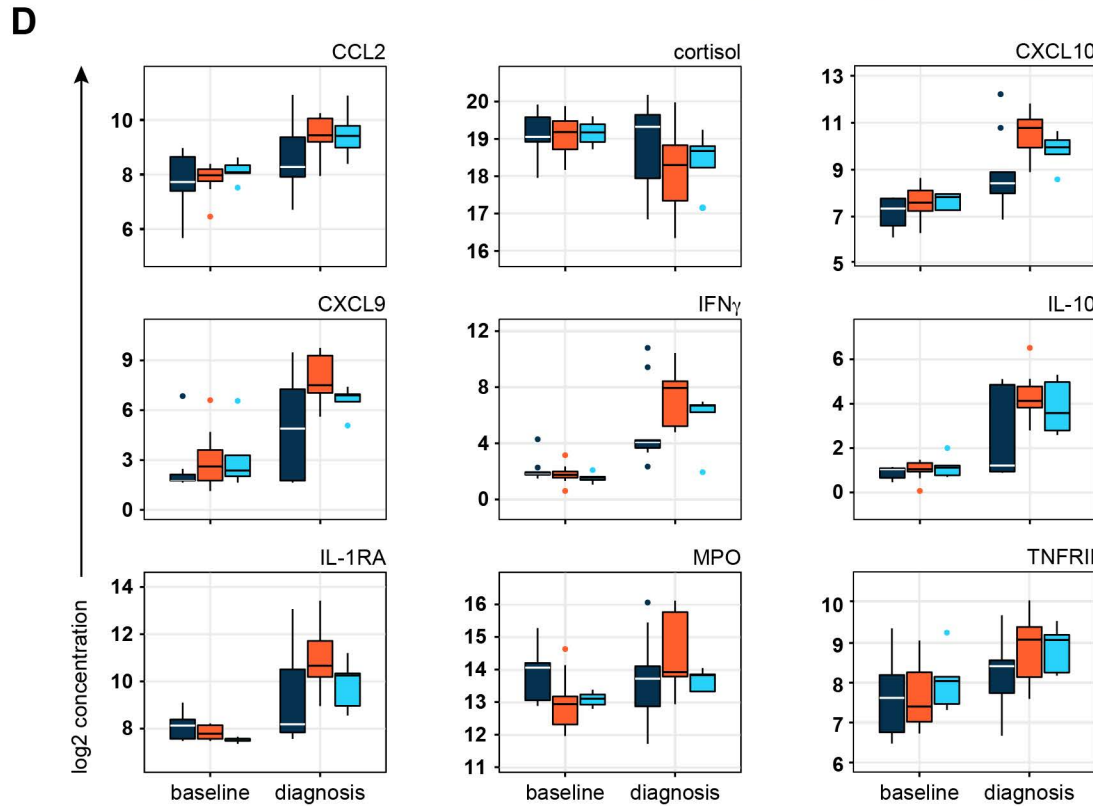 D
CCL2
cortisol
CXCL10
10
8
6
20
19
18
17
16
13
11
9
7
5
CXCL9
IFNγ
IL-10
9
6
3
0
12
8
4
0
6
4
2
0
IL-1RA
MPO
TNFRII
14
12
10
8
16
15
14
13
12
11
10
9
8
7
6
log2 concentration
baseline diagnosis
baseline diagnosis
baseline diagnosis